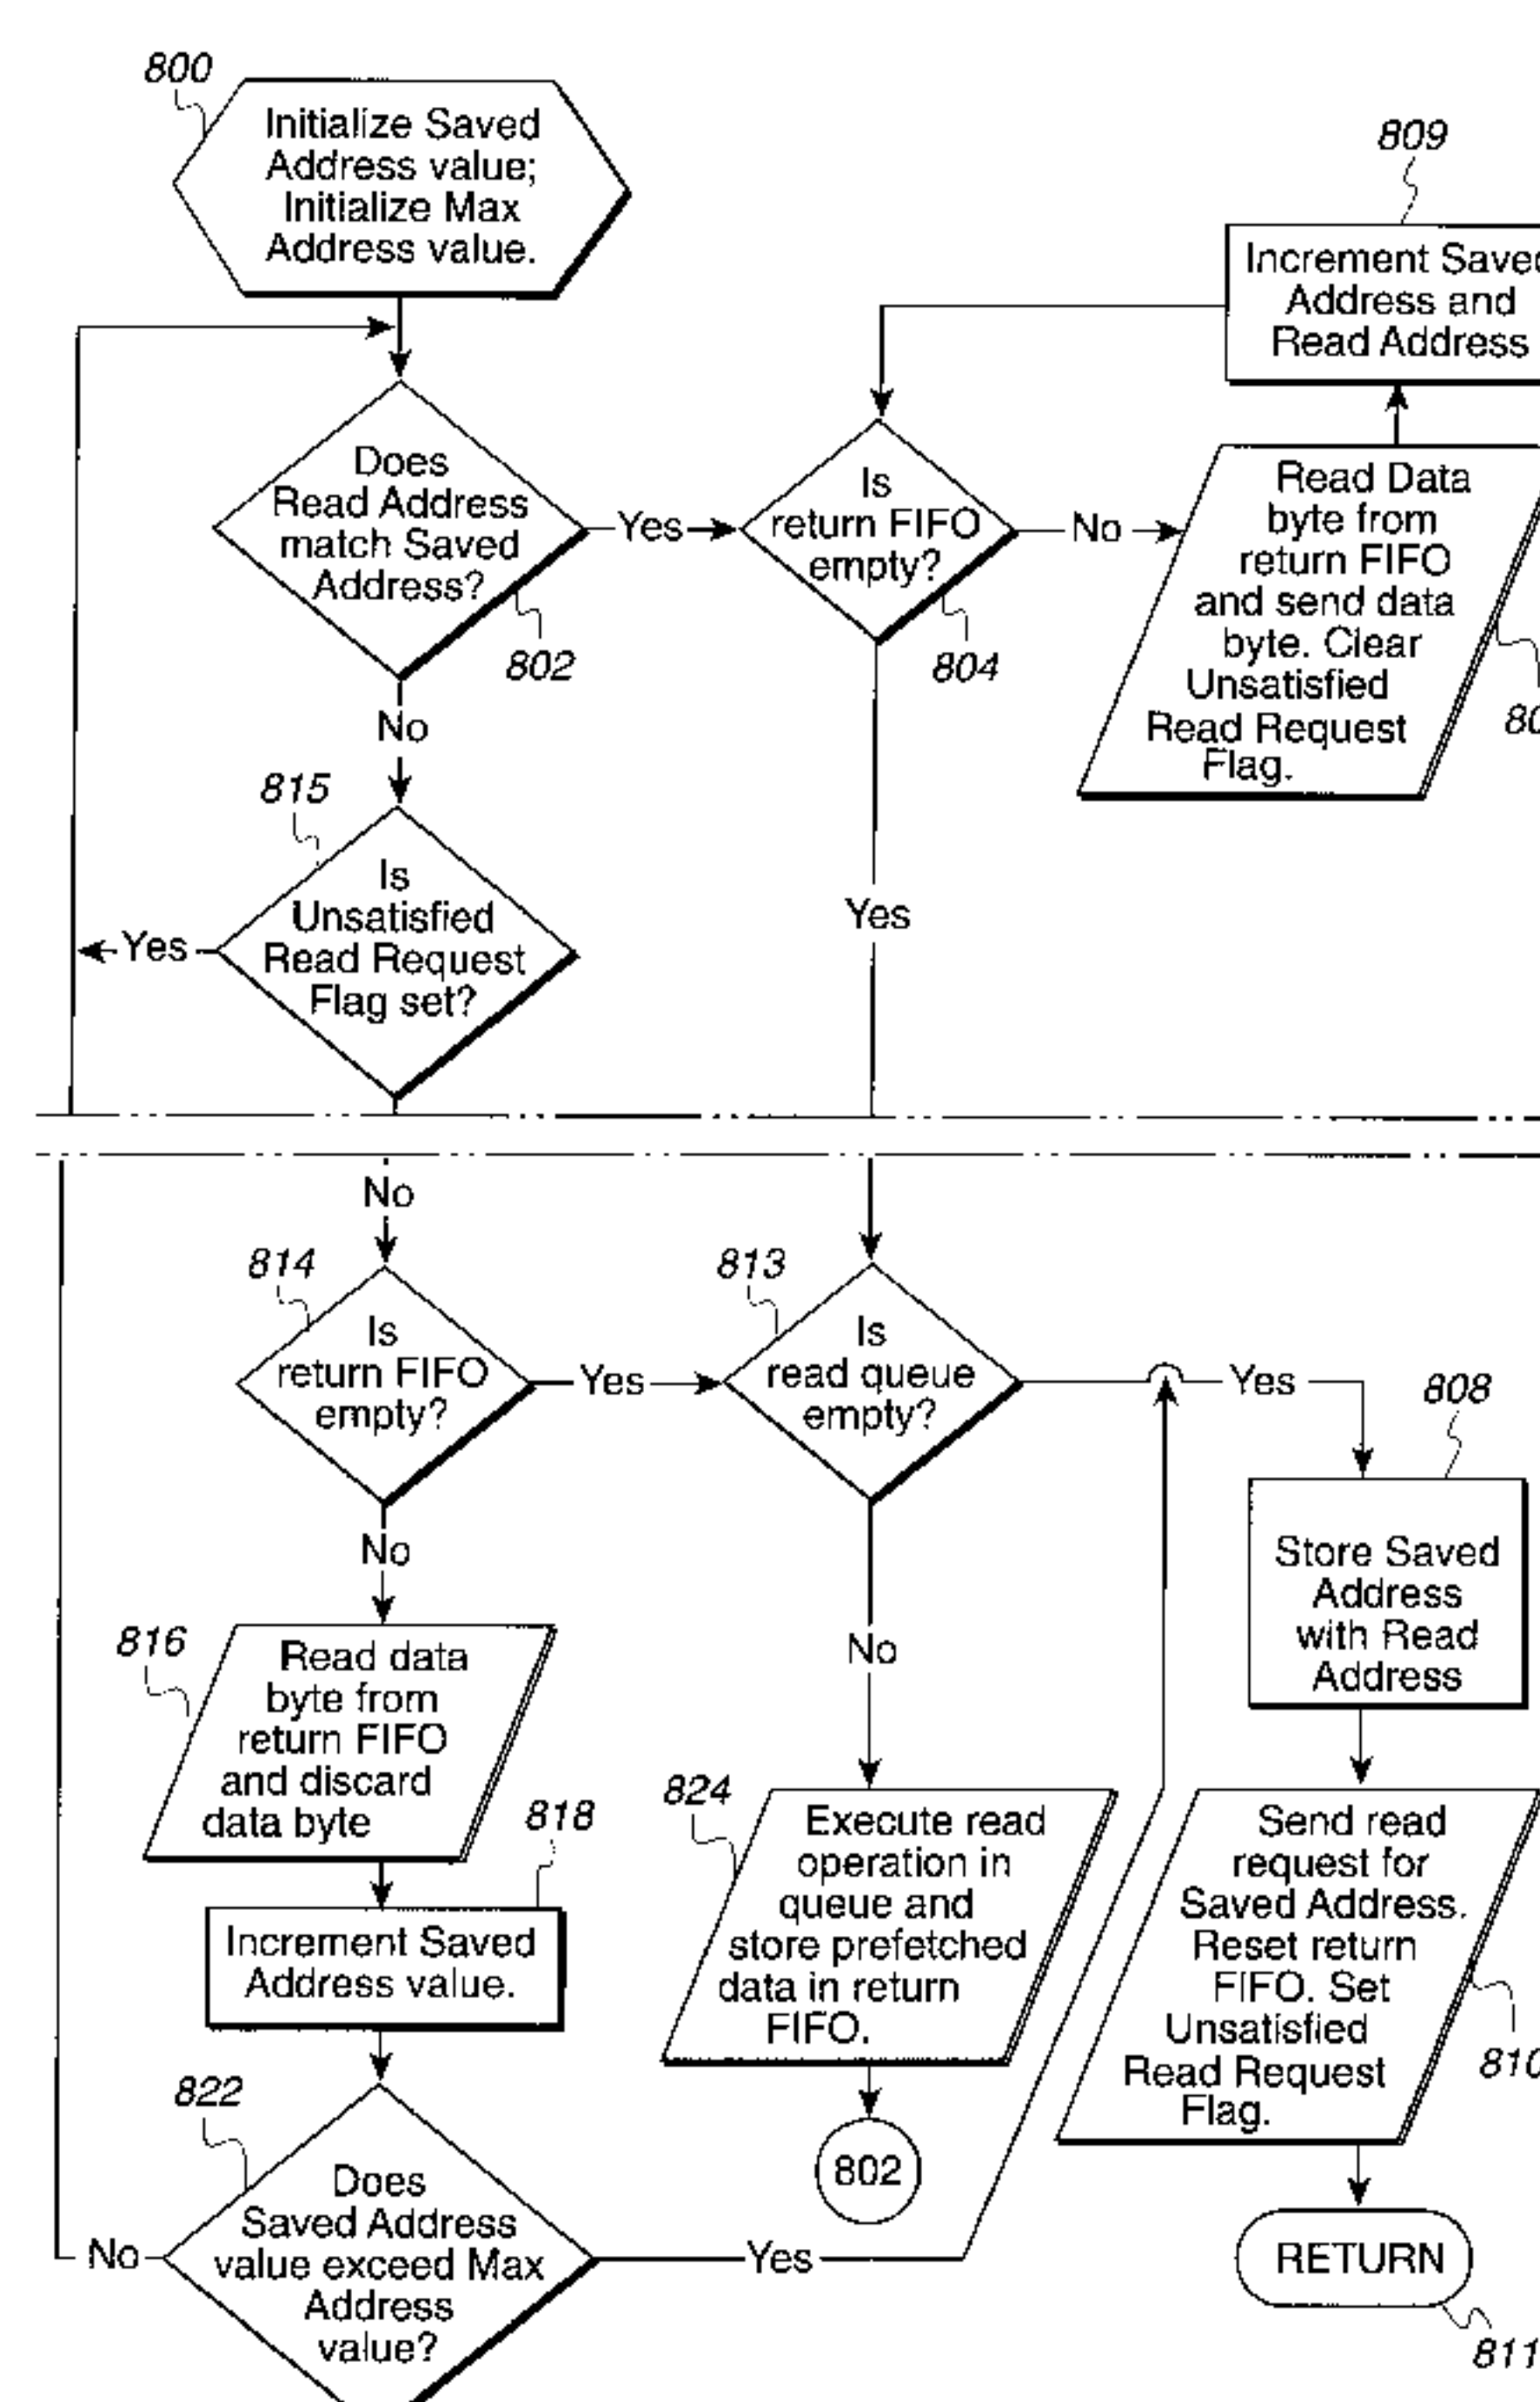 800
Initialize Saved
Address value;
Initialize Max
Address value.
809
Increment Saved
Address and
Read Address
Does
Read Address
match Saved
Address?
802
Yes
Is
return FIFO
empty?
804
No
Read Data
byte from
return FIFO
and send data
byte. Clear
Unsatisfied
Read Request
Flag.
80
No
815
Is
Unsatisfied
Read Request
Flag set?
Yes
Yes
No
814
Is
return FIFO
empty?
Yes
813
Is
read queue
empty?
Yes
808
Store Saved
Address
with Read
Address
No
816
Read data
byte from
return FIFO
and discard
data byte
818
Increment Saved
Address value.
No
824
Execute read
operation in
queue and
store prefetched
data in return
FIFO.
802
Send read
request for
Saved Address.
Reset return
FIFO. Set
Unsatisfied
Read Request
Flag.
810
822
Does
Saved Address
value exceed Max
Address
value?
No
Yes
RETURN
811